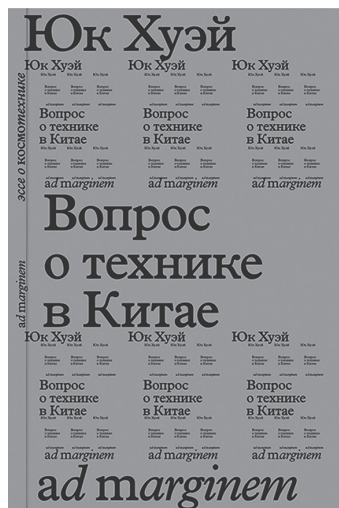 Юк Хуэй
Юк Хуэй Юк Хуэй Юк Хуэй
Вопрос Вопрос Вопрос
о технике о технике о технике
в Китае в Китае в Китае
ad marginem ad marginem ad marginem
Вопрос
о технике
в Китае
Юк Хуэй Юк Хуэй Юк Хуэй
Вопрос Вопрос Вопрос
о технике о технике о технике
в Китае в Китае в Китае
ad marginem
эссе о космотехнике
ad marginem